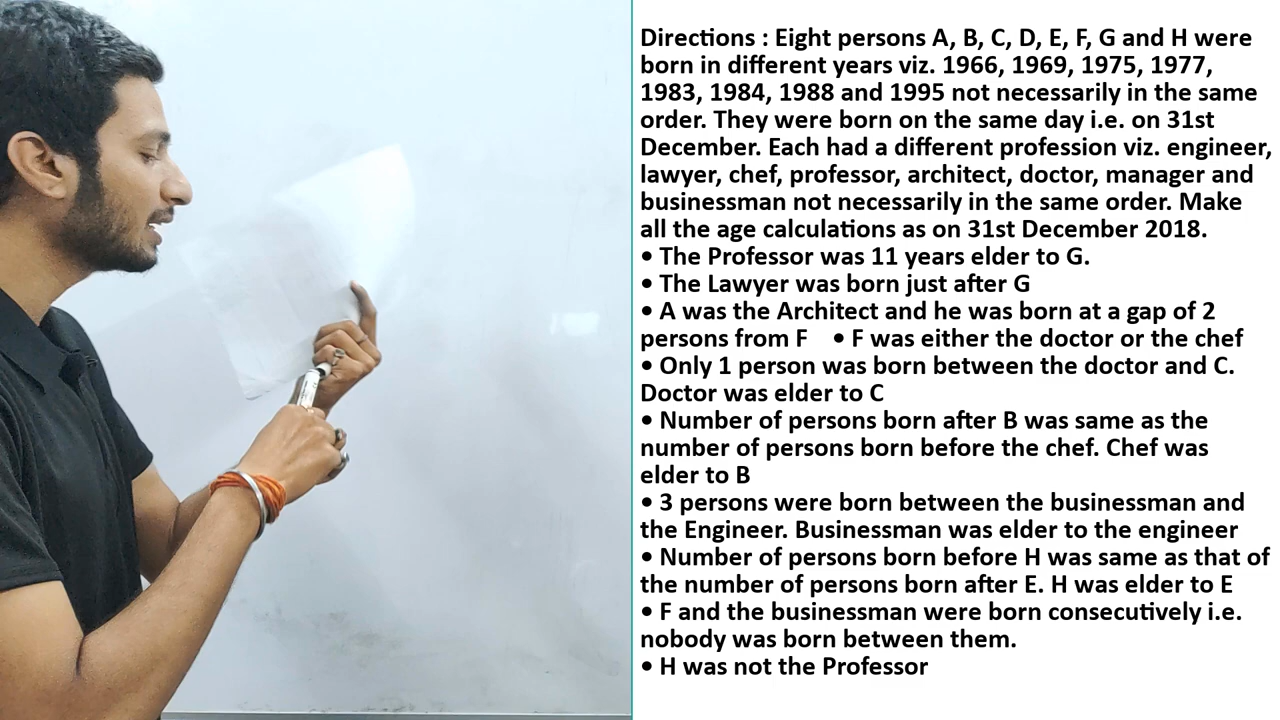 Directions : Eight persons A, B, C, D, E, F, G and H were
born in different years viz. 1966, 1969, 1975, 1977,
1983, 1984, 1988 and 1995 not necessarily in the same
order. They were born on the same day i.e. on 31st
December. Each had a different profession viz. engineer,
lawyer, chef, professor, architect, doctor, manager and
businessman not necessarily in the same order. Make
all the age calculations as on 31st December 2018.
• The Professor was 11 years elder to G.
• The Lawyer was born just after G
• A was the Architect and he was born at a gap of 2
persons from F • F was either the doctor or the chef
• Only 1 person was born between the doctor and C.
Doctor was elder to C
• Number of persons born after B was same as the
number of persons born before the chef. Chef was
elder to B
• 3 persons were born between the businessman and
the Engineer. Businessman was elder to the engineer
• Number of persons born before H was same as that of
the number of persons born after E. H was elder to E
• F and the businessman were born consecutively i.e.
nobody was born between them.
• H was not the Professor